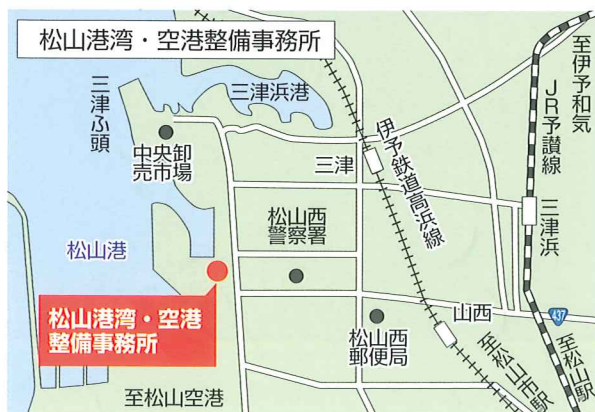 松山港湾・空港整備事務所
三津ふ頭
三津浜港
中央卸
売市場
三津
伊予鉄道高浜線
至伊予和気
JR予讃線
三津浜
松山西
警察署
松山港
松山港湾・空港
整備事務所
山西
437
松山西
郵便局
至松山市駅
至松山駅
至松山空港